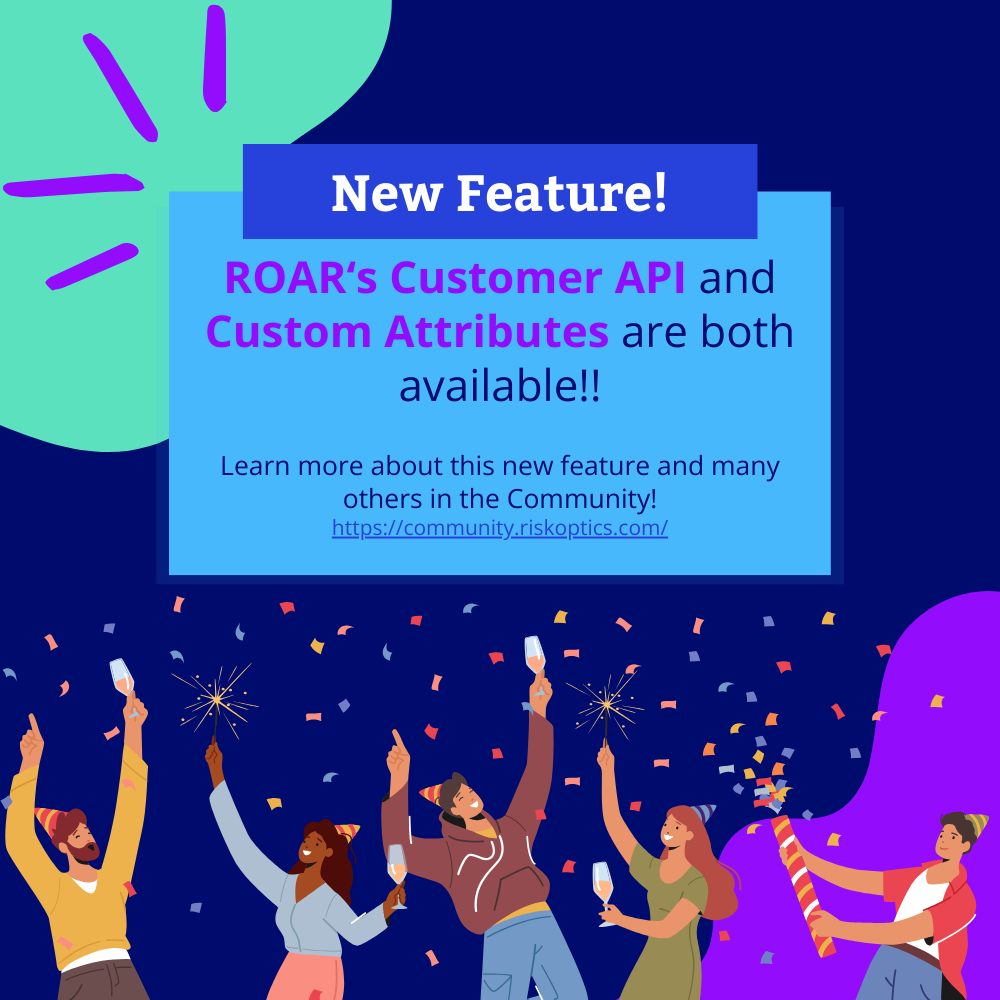 New Feature!
ROAR‘s Customer API and
Custom Attributes are both
available!!
Learn more about this new feature and many
others in the Community!
https://community.riskoptics.com/